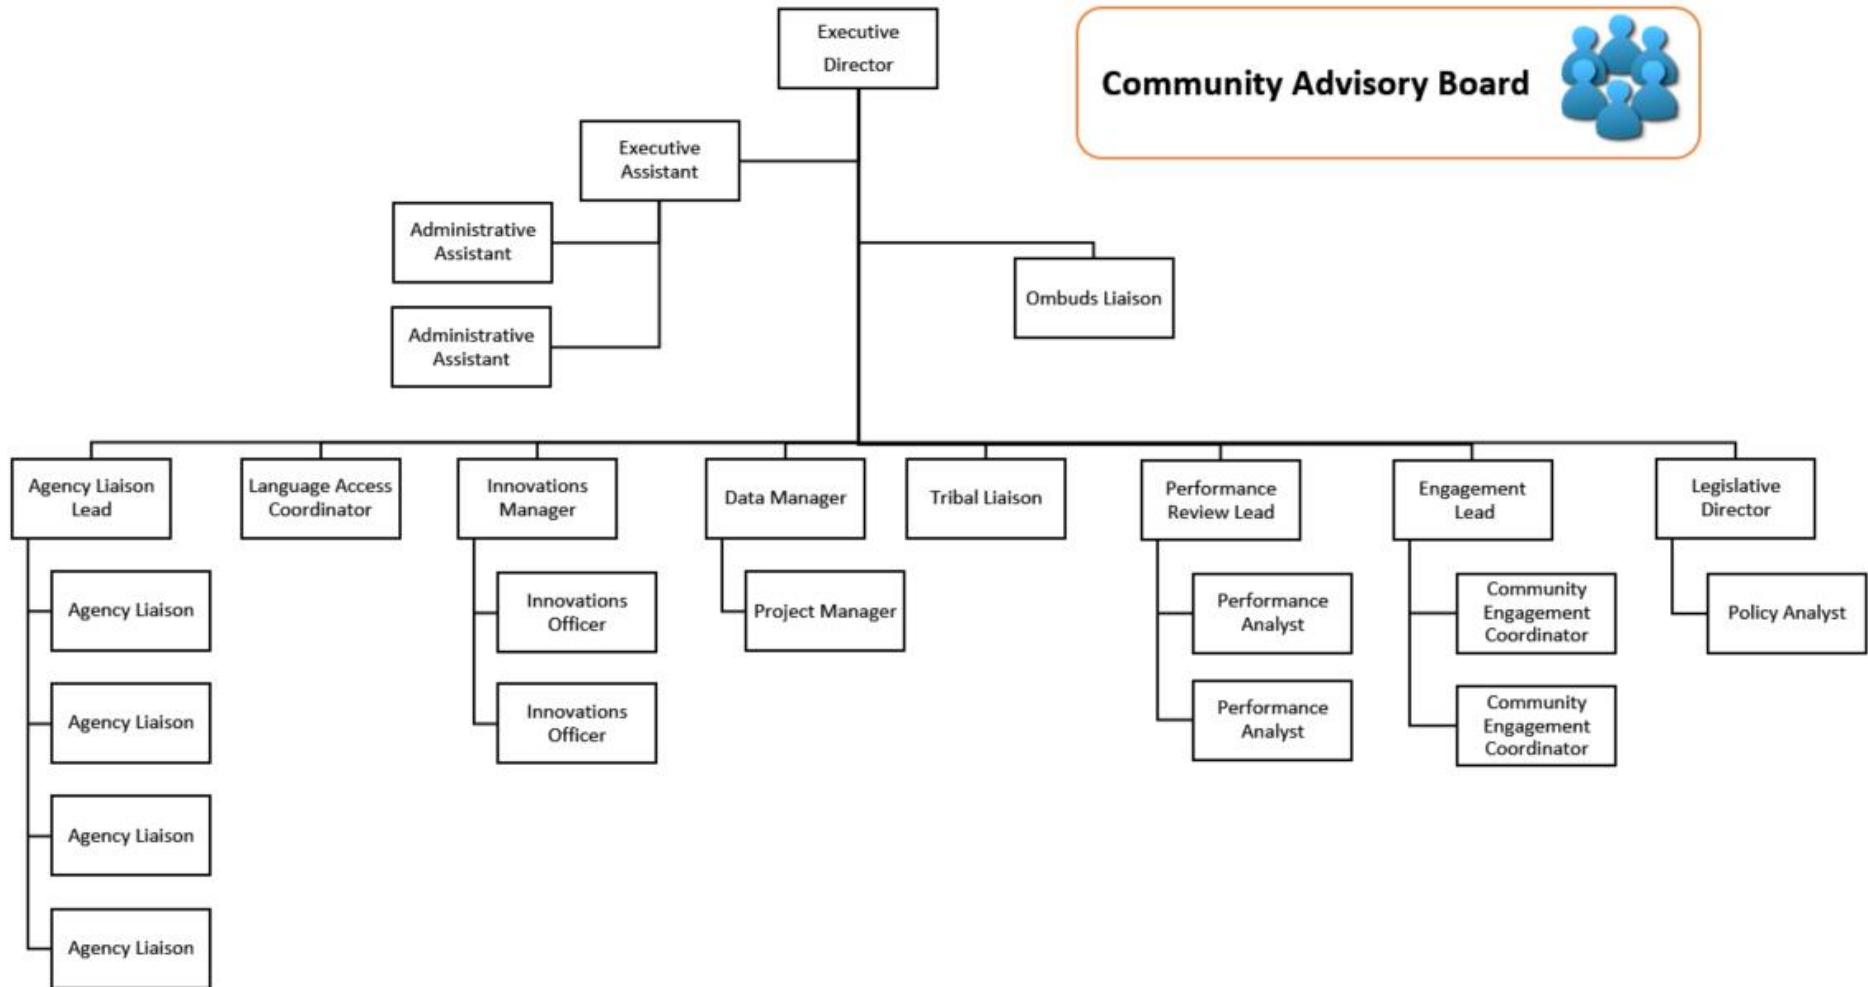 Executive
Director
Community Advisory Board
Executive
Assistant
Administrative
Assistant
Ombuds Liaison
Administrative
Assistant
Agency Liaison
Lead
Language Access
Coordinator
Innovations
Manager
Data Manager
Tribal Liaison
Performance
Review Lead
Engagement
Lead
Legislative
Director
Agency Liaison
Agency Liaison
Agency Liaison
Agency Liaison
Innovations
Officer
Innovations
Officer
Project Manager
Performance
Analyst
Performance
Analyst
Community
Engagement
Coordinator
Community
Engagement
Coordinator
Policy Analyst